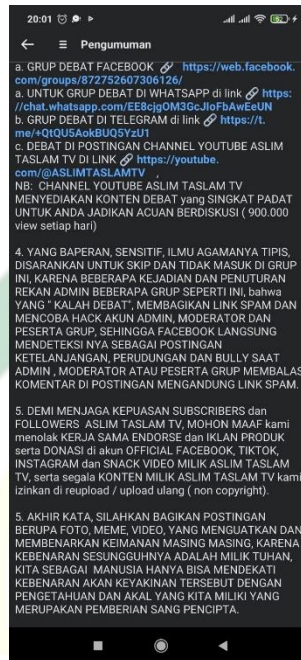 20:01
82
Pengumuman
a. GRUP DEBAT FACEBOOK 🔗 https://web.facebook.
com/groups/872752607306126/
a. UNTUK GRUP DEBAT DI WHATSAPP di link 🔗 https:
//chat.whatsapp.com/EE8cjgOM3GcJIoFbAwEeUN
b. GRUP DEBAT DI TELEGRAM di link 🔗 https://t.
me/+QtQU5AokBUQ5YzU1
c. DEBAT DI POSTINGAN CHANNEL YOUTUBE ASLIM
TASLAM TV DI LINK 🔗 https://youtube.
com/@ASLIMTASLAMTV ,
NB: CHANNEL YOUTUBE ASLIM TASLAM TV
MENYEDIAKAN KONTEN DEBAT yang SINGKAT PADAT
UNTUK ANDA JADIKAN ACUAN BERDISKUSI ( 900.000
view setiap hari)
4. YANG BAPERAN, SENSITIF, ILMU AGAMANYA TIPIS,
DISARANKAN UNTUK SKIP DAN TIDAK MASUK DI GRUP
INI, KARENA BEBERAPA KEJADIAN DAN PENUTURAN
REKAN ADMIN BEBERAPA GRUP SEPERTI INI, bahwa
YANG " KALAH DEBAT", MEMBAGIKAN LINK SPAM DAN
MENCOBA HACK AKUN ADMIN, MODERATOR DAN
PESERTA GRUP, SEHINGGA FACEBOOK LANGSUNG
MENDETEKSI NYA SEBAGAI POSTINGAN
KETELANJANGAN, PERUDUNGAN DAN BULLY SAAT
ADMIN , MODERATOR ATAU PESERTA GRUP MEMBALAS
KOMENTAR DI POSTINGAN MENGANDUNG LINK SPAM.
5. DEMI MENJAGA KEPUASAN SUBSCRIBERS dan
FOLLOWERS ASLIM TASLAM TV, MOHON MAAF kami
menolak KERJA SAMA ENDORSE dan IKLAN PRODUK
serta DONASI di akun OFFICIAL FACEBOOK, TIKTOK,
INSTAGRAM dan SNACK VIDEO MILIK ASLIM TASLAM
TV, serta segala KONTEN MILIK ASLIM TASLAM TV kami
izinkan di reupload / upload ulang ( non copyright).
5. AKHIR KATA, SILAHKAN BAGIKAN POSTINGAN
BERUPA FOTO, MEME, VIDEO, YANG MENGUATKAN DAN
MEMBENARKAN KEIMANAN MASING MASING, KARENA
KEBENARAN SESUNGGUHNYA ADALAH MILIK TUHAN,
KITA SEBAGAI MANUSIA HANYA BISA MENDEKATI
KEBENARAN AKAN KEYAKINAN TERSEBUT DENGAN
PENGETAHUAN DAN AKAL YANG KITA MILIKI YANG
MERUPAKAN PEMBERIAN SANG PENCIPTA.